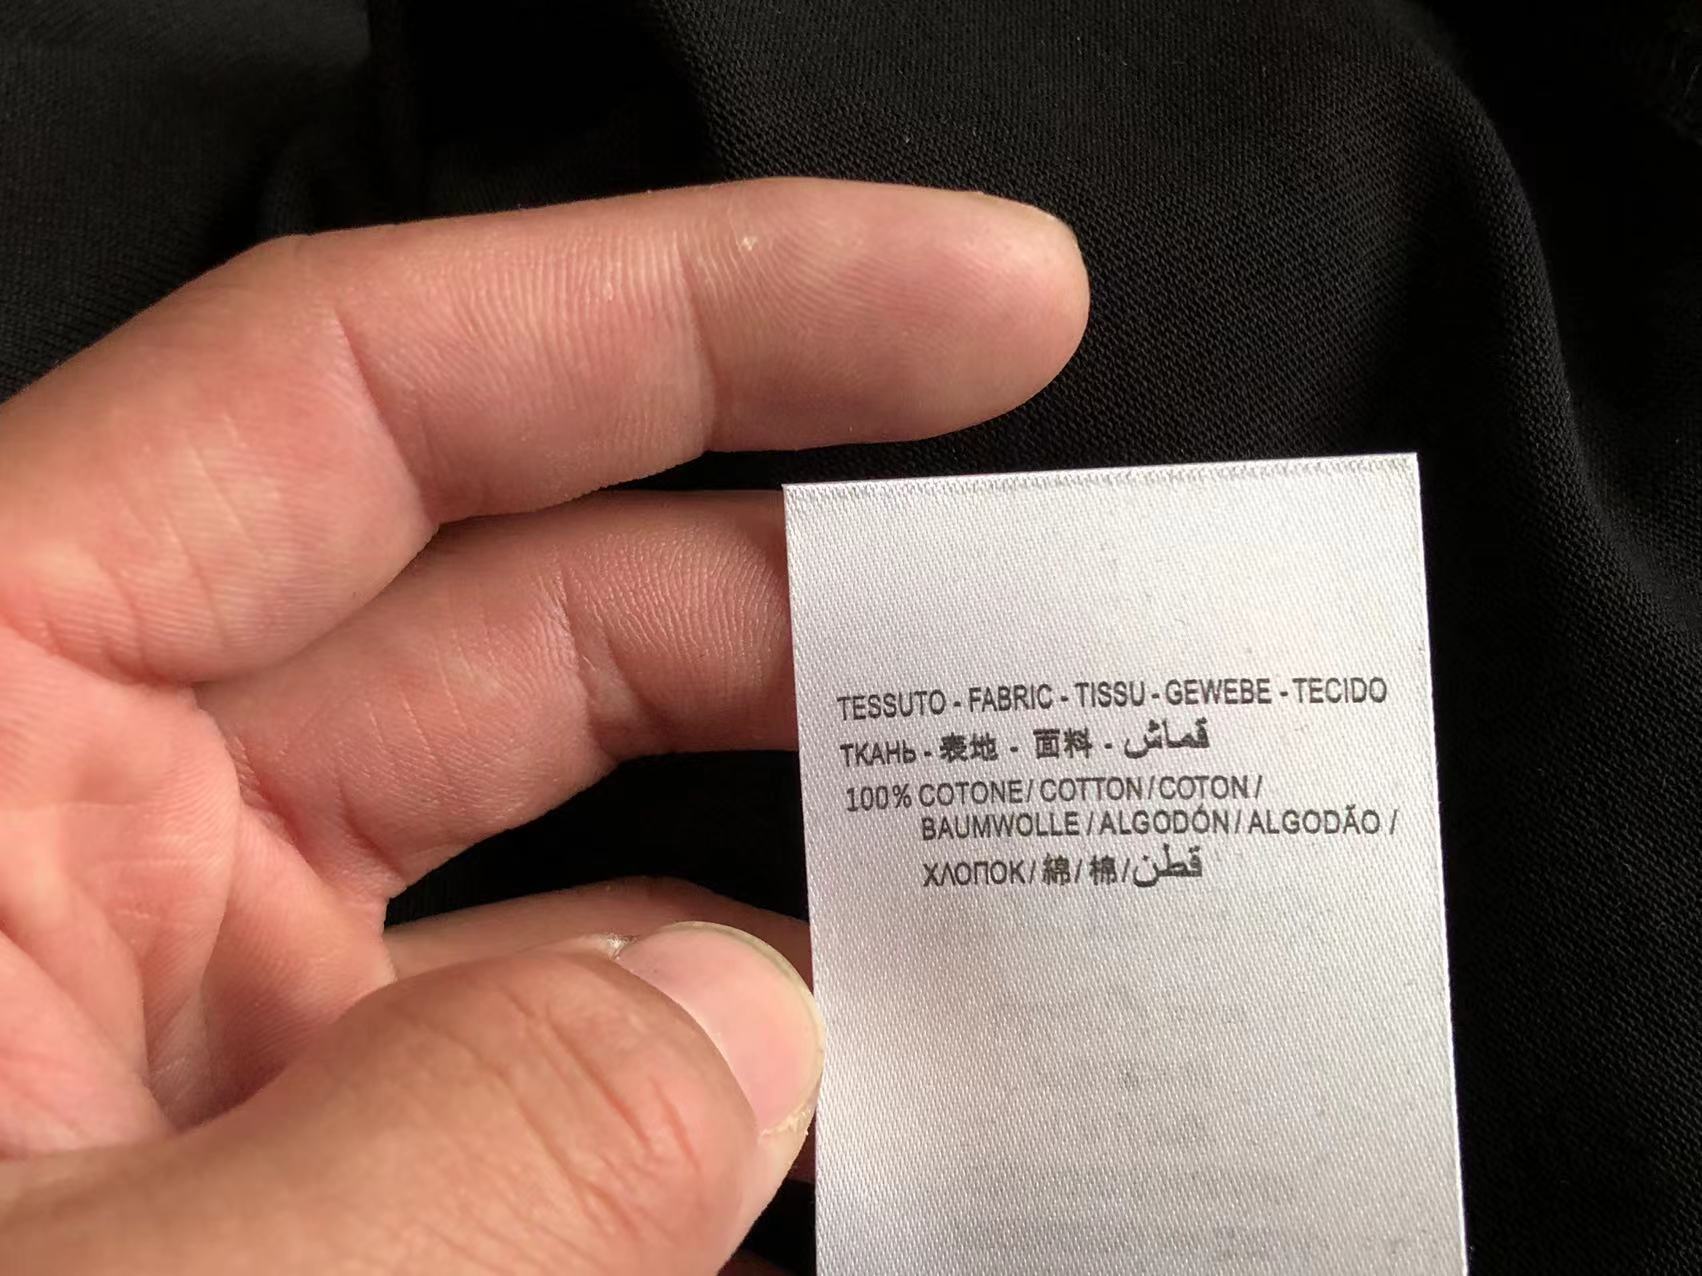 TESSUTO - FABRIC - TISSU - GEWEBE - TECIDO
ТКАНЬ - 表地 - 面料 - قماش
100% COTONE / COTTON / COTON /
BAUMWOLLE / ALGODÓN / ALGODÃO /
ХЛОПОК / 綿 / 棉 / قطن